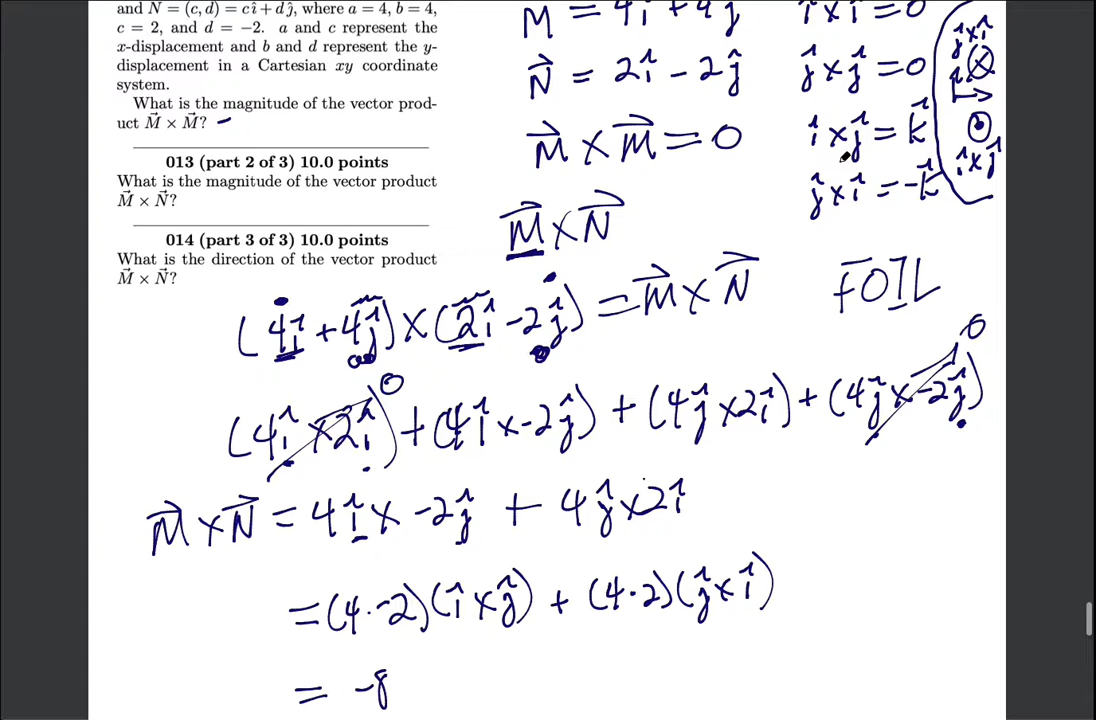 and N⃗ = (c, d) = c î + d ĵ, where a = 4, b = 4,
c = 2, and d = −2. a and c represent the
x-displacement and b and d represent the y-
displacement in a Cartesian xy coordinate
system.
What is the magnitude of the vector prod-
uct M⃗ × M⃗?
013 (part 2 of 3) 10.0 points
What is the magnitude of the vector product
M⃗ × N⃗?
014 (part 3 of 3) 10.0 points
What is the direction of the vector product
M⃗ × N⃗?
M = 4î + 4ĵ
N⃗ = 2î − 2ĵ
M⃗ × M⃗ = 0
M⃗ × N⃗
î × î = 0
ĵ × ĵ = 0
î × ĵ = k̂
ĵ × î = −k̂
ĵ × î
î × ĵ
FOIL
(4î + 4ĵ) × (2î − 2ĵ) = M⃗ × N⃗
(4î × 2î) 0 + (4î × −2ĵ) + (4ĵ × 2î) + (4ĵ × −2ĵ) 0
M⃗ × N⃗ = 4î × −2ĵ + 4ĵ × 2î
= (4 · −2)(î × ĵ) + (4 · 2)(ĵ × î)
= −8